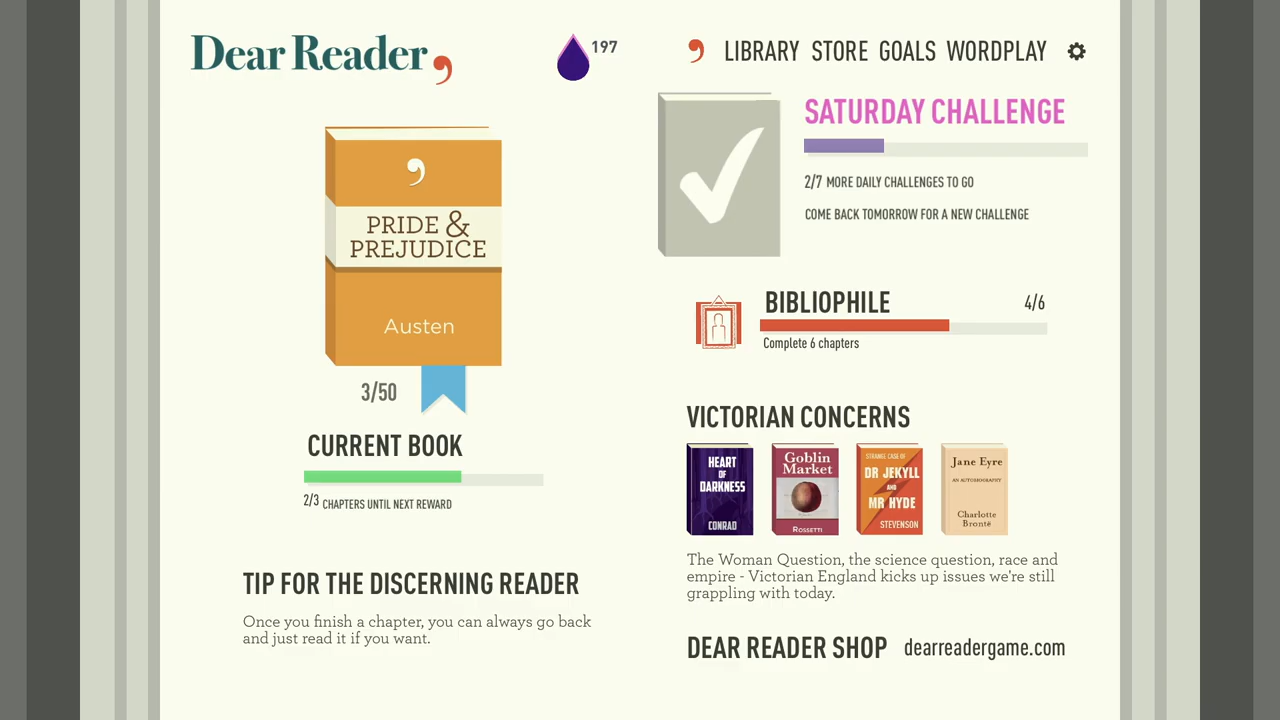 Dear Reader,
197
LIBRARY STORE GOALS WORDPLAY
PRIDE &
PREJUDICE
Austen
3/50
CURRENT BOOK
2/3 CHAPTERS UNTIL NEXT REWARD
TIP FOR THE DISCERNING READER
Once you finish a chapter, you can always go back
and just read it if you want.
SATURDAY CHALLENGE
2/7 MORE DAILY CHALLENGES TO GO
COME BACK TOMORROW FOR A NEW CHALLENGE
BIBLIOPHILE 4/6
Complete 6 chapters
VICTORIAN CONCERNS
HEART
OF
DARKNESS
CONRAD
Goblin
Market
ROSSETTI
STRANGE CASE OF
DR JEKYLL
AND
MR HYDE
STEVENSON
Jane Eyre
AN AUTOBIOGRAPHY
Charlotte
Brontë
The Woman Question, the science question, race and
empire - Victorian England kicks up issues we're still
grappling with today.
DEAR READER SHOP dearreadergame.com